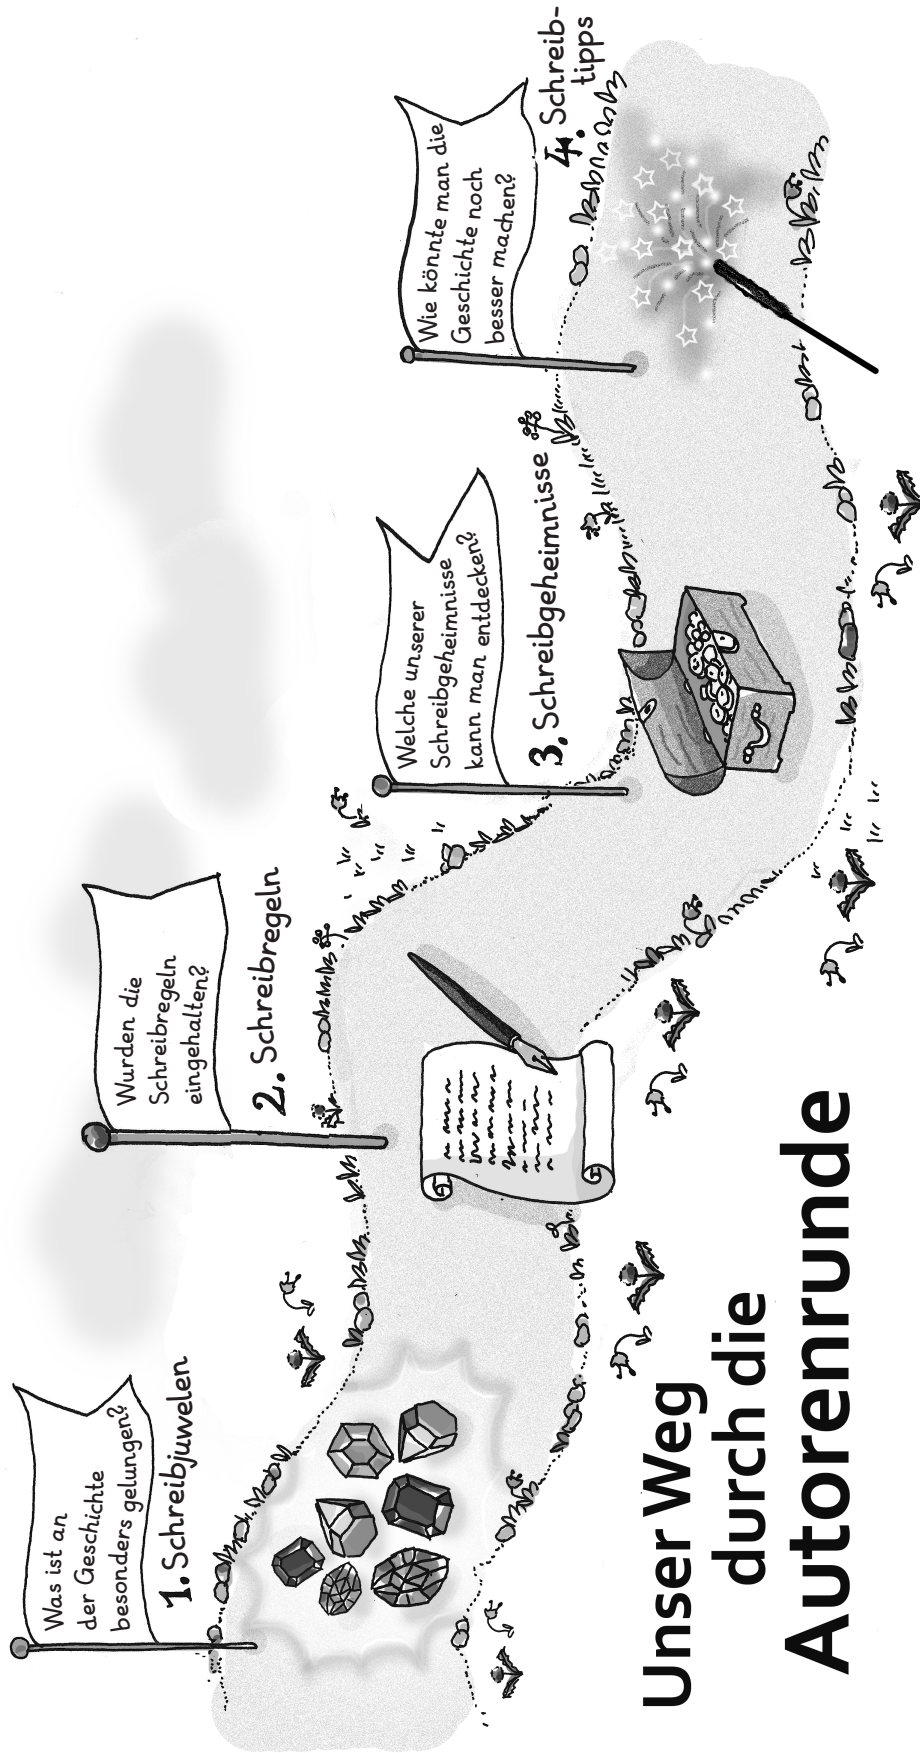 Unser Weg
durch die
Autorenrunde
Was ist an
der Geschichte
besonders gelungen?
1. Schreibjuwelen
Wurden die
Schreibregeln
eingehalten?
2. Schreibregeln
Welche unserer
Schreibgeheimnisse
kann man entdecken?
3. Schreibgeheimnisse
Wie könnte man die
Geschichte noch
besser machen?
4. Schreib-
tipps